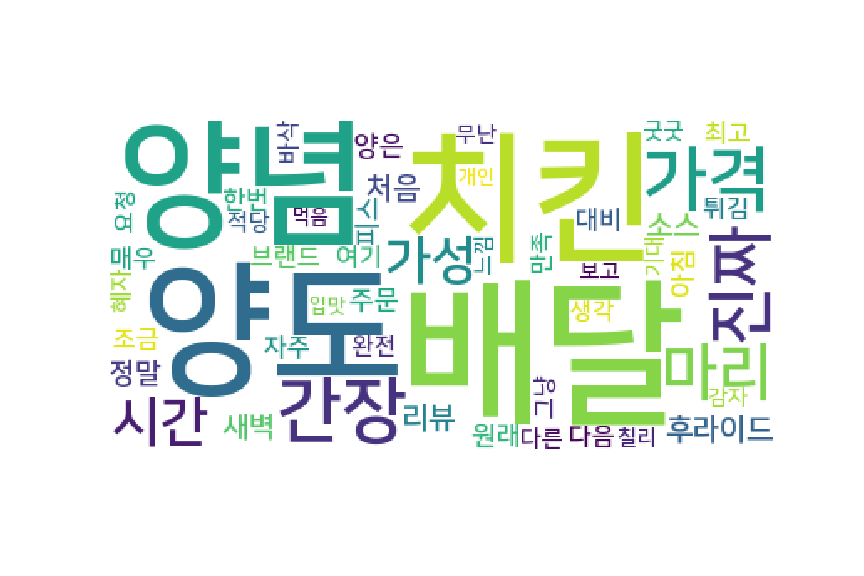 양념
치킨
양도
배달
가격
진짜
마리
간장
시간
가성
바삭
양은
무난
굿굿
최고
개인
처음
한번
적당
먹음
피스
요청
매우
브랜드
여기
느낌
대비
소스
튀김
만족
보고
기대
아침
혜자
입맛
주문
생각
조금
자주
완전
정말
그냥
감자
새벽
리뷰
원래
다른
다음
칠리
후라이드